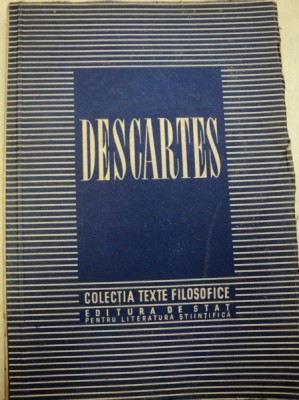 DESCARTES
COLECȚIA TEXTE FILOSOFICE
EDITURA DE STAT
PENTRU LITERATURA ȘTIINȚIFICĂ